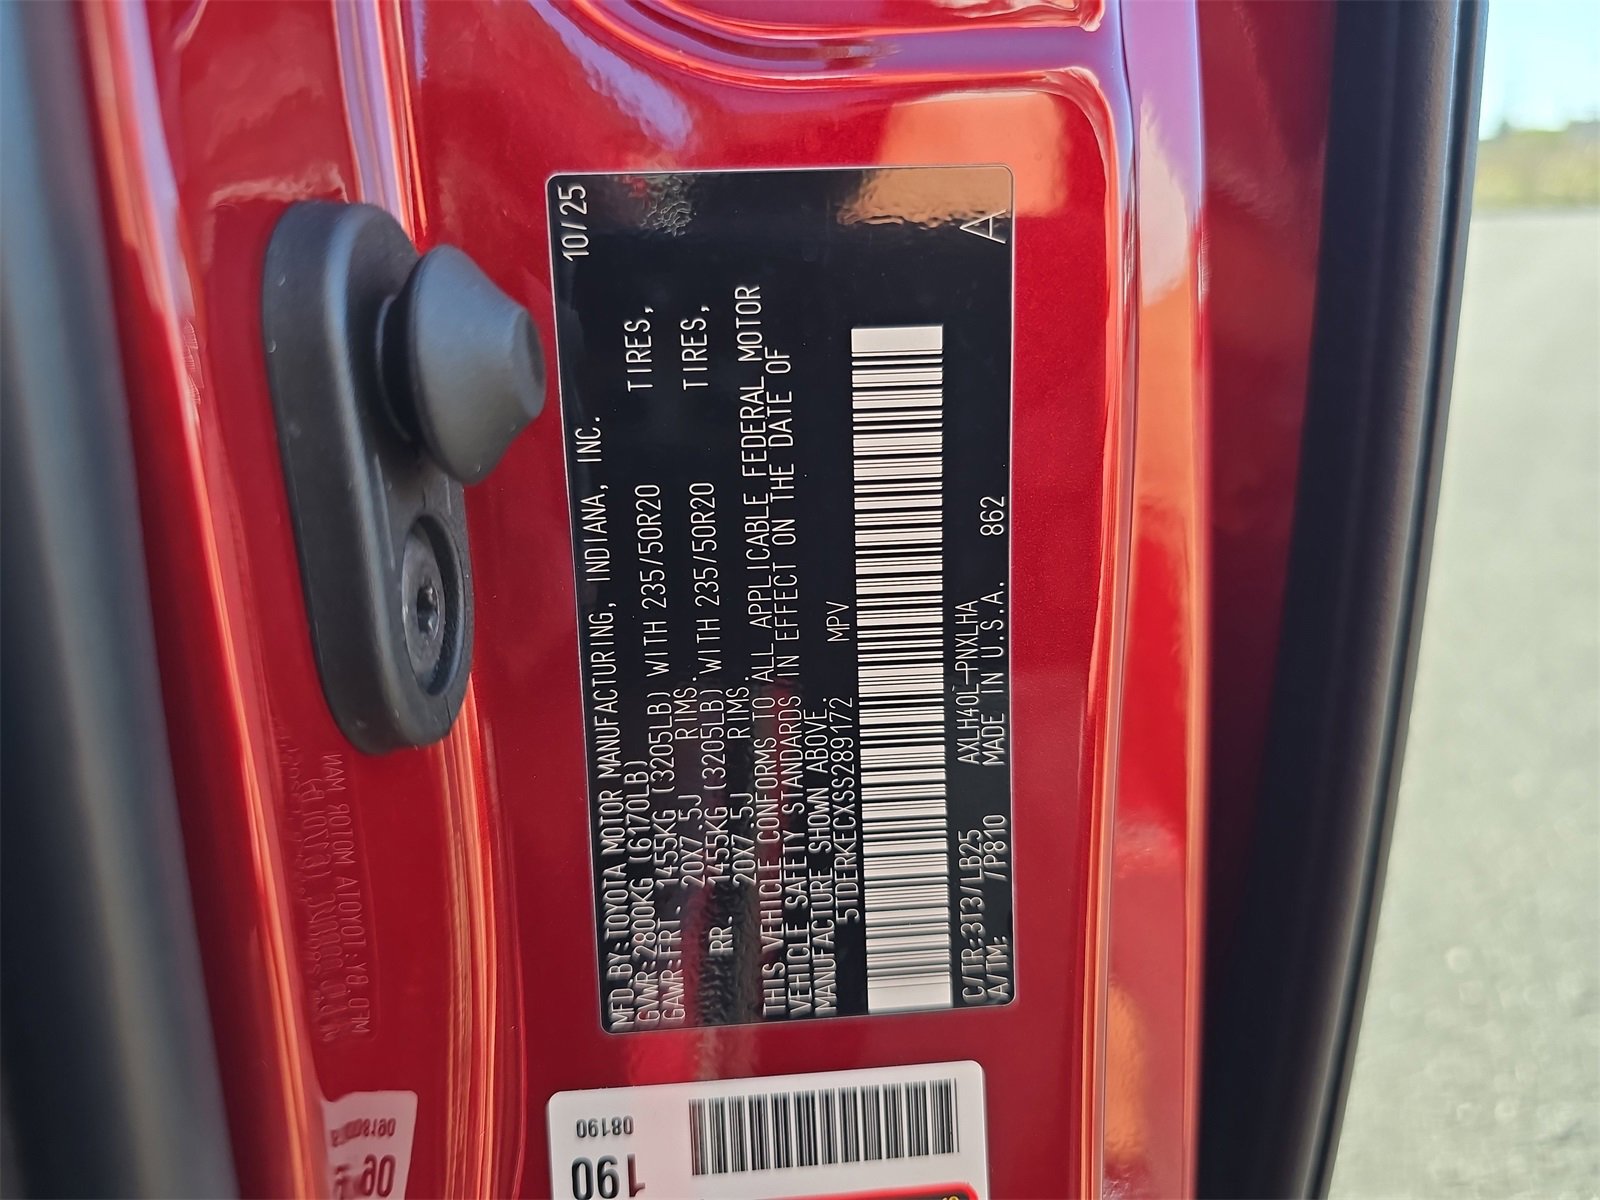 10/25
MFD.BY:TOYOTA MOTOR MANUFACTURING, INDIANA, INC.
GVWR:2800KG (6170LB)
GAWR:FRT. 1455KG (3205LB) WITH 235/50R20 TIRES,
20X7.5J RIMS.
RR. 1455KG (3205LB) WITH 235/50R20 TIRES,
20X7.5J RIMS.
THIS VEHICLE CONFORMS TO ALL APPLICABLE FEDERAL MOTOR
VEHICLE SAFETY STANDARDS IN EFFECT ON THE DATE OF
MANUFACTURE SHOWN ABOVE.
5TDERKECXSS289172 MPV
C/TR:3T3/LB25 AXLH40L-PNXLHA
A/TM: /P810 MADE IN U.S.A. 862
A
08190
190